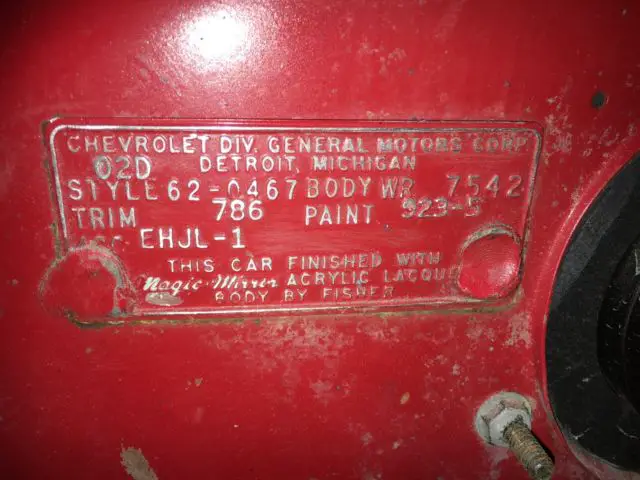 CHEVROLET DIV. GENERAL MOTORS CORP.
02D DETROIT, MICHIGAN
STYLE 62-0467 BODY WR 7542
TRIM 786 PAINT 923-5
ACC. EHJL-1
THIS CAR FINISHED WITH
Magic-Mirror ACRYLIC LACQUER
BODY BY FISHER